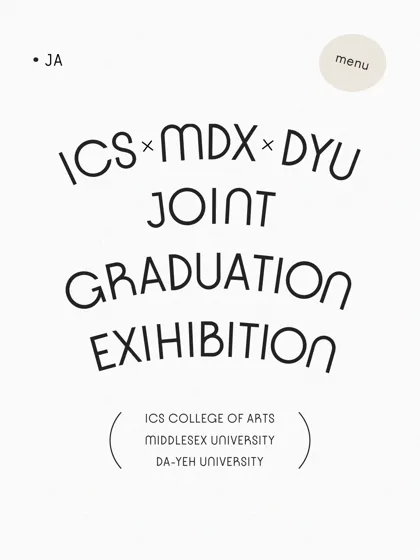 • JA
menu
ICS×MDX×DYU
JOINT
GRADUATION
EXIHIBITION
ICS COLLEGE OF ARTS
MIDDLESEX UNIVERSITY
DA-YEH UNIVERSITY